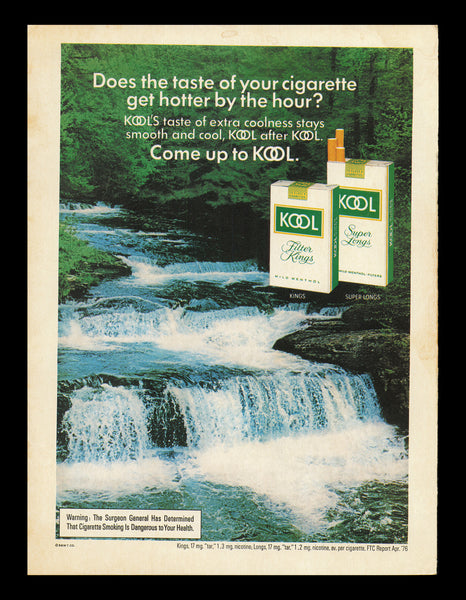 Does the taste of your cigarette
get hotter by the hour?
KOOL'S taste of extra coolness stays
smooth and cool, KOOL after KOOL.
Come up to KOOL.
KOOL
Filter
Kings
MILD MENTHOL
KINGS
KOOL
Super
Longs
MILD MENTHOL FILTERS
SUPER LONGS
Warning: The Surgeon General Has Determined
That Cigarette Smoking Is Dangerous to Your Health.
Kings, 17 mg. "tar," 1.3 mg. nicotine; Longs, 17 mg. "tar," 1.2 mg. nicotine, av. per cigarette, FTC Report Apr. '76